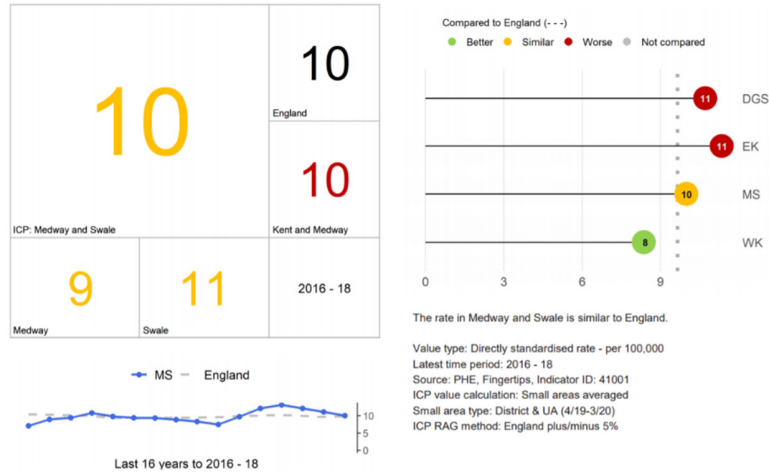 10
ICP: Medway and Swale
10
England
10
Kent and Medway
9
Medway
11
Swale
2016 - 18
MS England
10
5
0
Last 16 years to 2016 - 18
Compared to England (- - -)
Better Similar Worse Not compared
11 DGS
11 EK
10 MS
8 WK
0 3 6 9
The rate in Medway and Swale is similar to England.
Value type: Directly standardised rate - per 100,000
Latest time period: 2016 - 18
Source: PHE, Fingertips, Indicator ID: 41001
ICP value calculation: Small areas averaged
Small area type: District & UA (4/19-3/20)
ICP RAG method: England plus/minus 5%